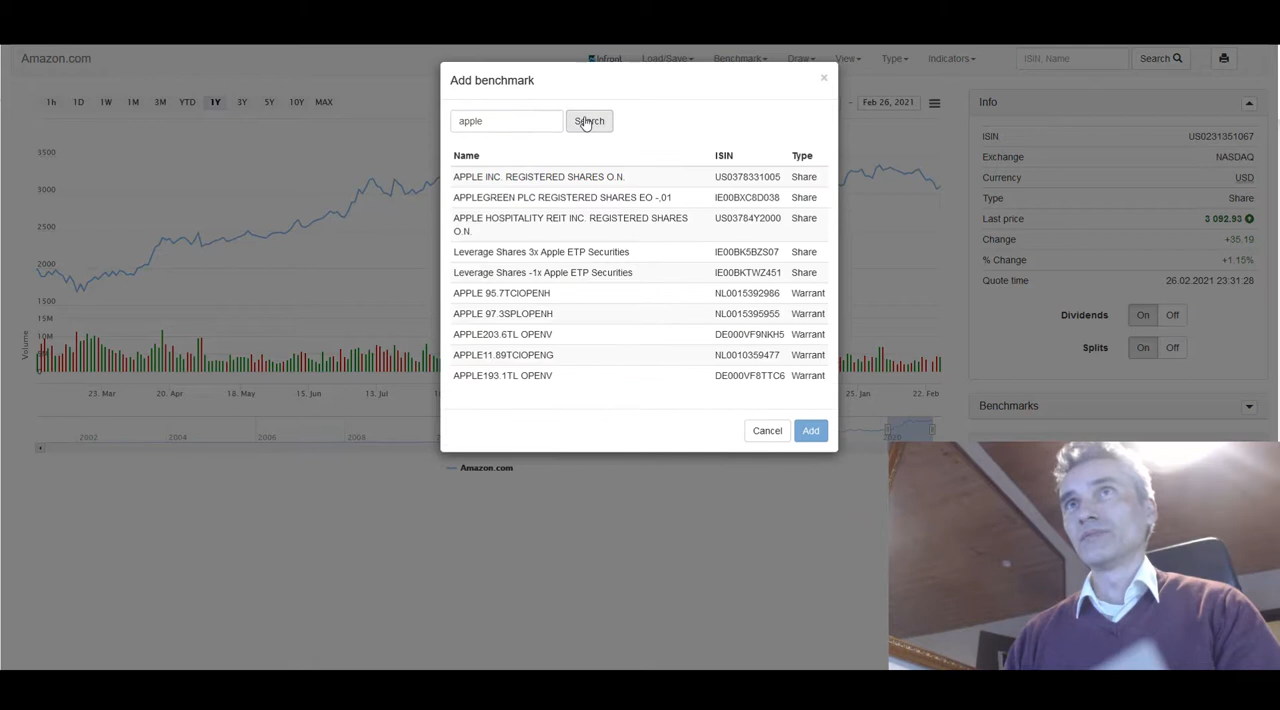 Amazon.com
Infront Load/Save Benchmark Draw View Type Indicators ISIN, Name Search
1h 1D 1W 1M 3M YTD 1Y 3Y 5Y 10Y MAX
– Feb 26, 2021
3500
3000
2500
2000
1500
15M
10M
0
Volume
23. Mar 20. Apr 18. May 15. Jun 13. Jul 25. Jan 22. Feb
2002 2004 2006 2008
Amazon.com
Add benchmark ×
apple Search
Name ISIN Type
APPLE INC. REGISTERED SHARES O.N. US0378331005 Share
APPLEGREEN PLC REGISTERED SHARES EO -,01 IE00BXC8D038 Share
APPLE HOSPITALITY REIT INC. REGISTERED SHARES US03784Y2000 Share
O.N.
Leverage Shares 3x Apple ETP Securities IE00BK5BZS07 Share
Leverage Shares -1x Apple ETP Securities IE00BKTWZ451 Share
APPLE 95.7TCIOPENH NL0015392986 Warrant
APPLE 97.3SPLOPENH NL0015395955 Warrant
APPLE203.6TL OPENV DE000VF9NKH5 Warrant
APPLE11.89TCIOPENG NL0010359477 Warrant
APPLE193.1TL OPENV DE000VF8TTC6 Warrant
Cancel Add
Info
ISIN US0231351067
Exchange NASDAQ
Currency USD
Type Share
Last price 3 092.93
Change +35.19
% Change +1.15%
Quote time 26.02.2021 23:31:28
Dividends On Off
Splits On Off
Benchmarks